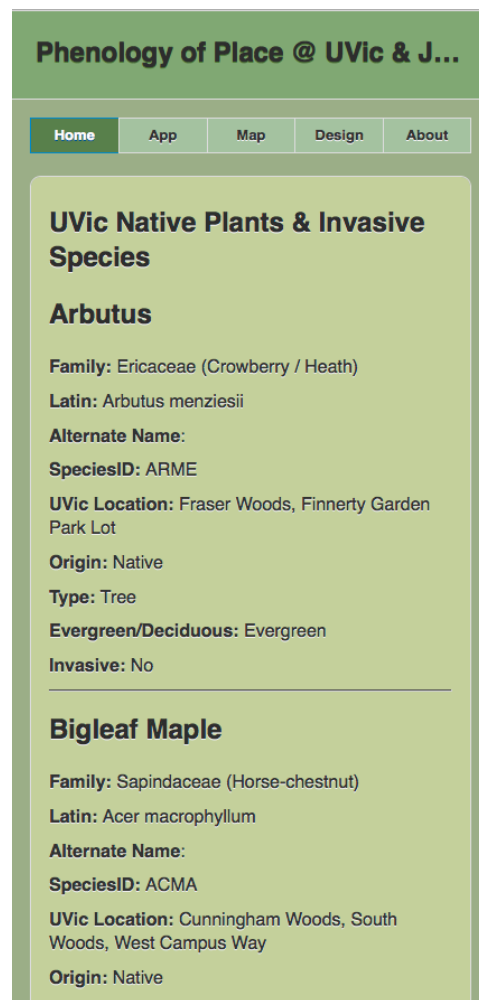 Phenology of Place @ UVic & J...
Home App Map Design About
UVic Native Plants & Invasive
Species
Arbutus
Family: Ericaceae (Crowberry / Heath)
Latin: Arbutus menziesii
Alternate Name:
SpeciesID: ARME
UVic Location: Fraser Woods, Finnerty Garden
Park Lot
Origin: Native
Type: Tree
Evergreen/Deciduous: Evergreen
Invasive: No
Bigleaf Maple
Family: Sapindaceae (Horse-chestnut)
Latin: Acer macrophyllum
Alternate Name:
SpeciesID: ACMA
UVic Location: Cunningham Woods, South
Woods, West Campus Way
Origin: Native